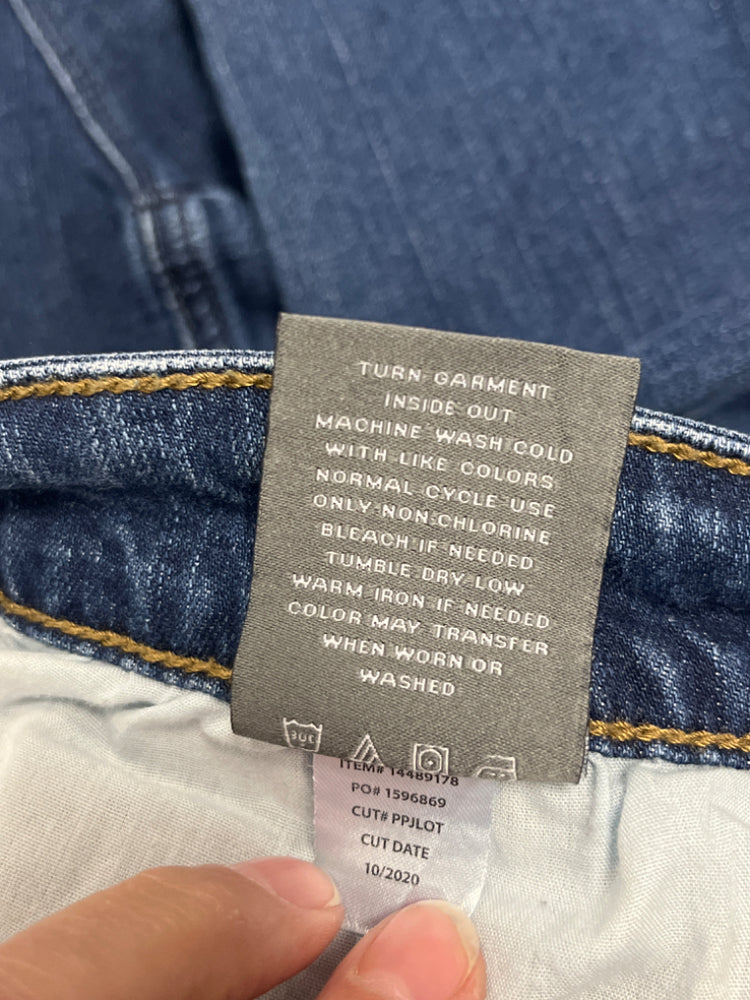 TURN GARMENT
INSIDE OUT
MACHINE WASH COLD
WITH LIKE COLORS
NORMAL CYCLE USE
ONLY NON-CHLORINE
BLEACH IF NEEDED
TUMBLE DRY LOW
WARM IRON IF NEEDED
COLOR MAY TRANSFER
WHEN WORN OR
WASHED
30C
ITEM# 14489178
PO# 1596869
CUT# PPJLOT
CUT DATE
10/2020